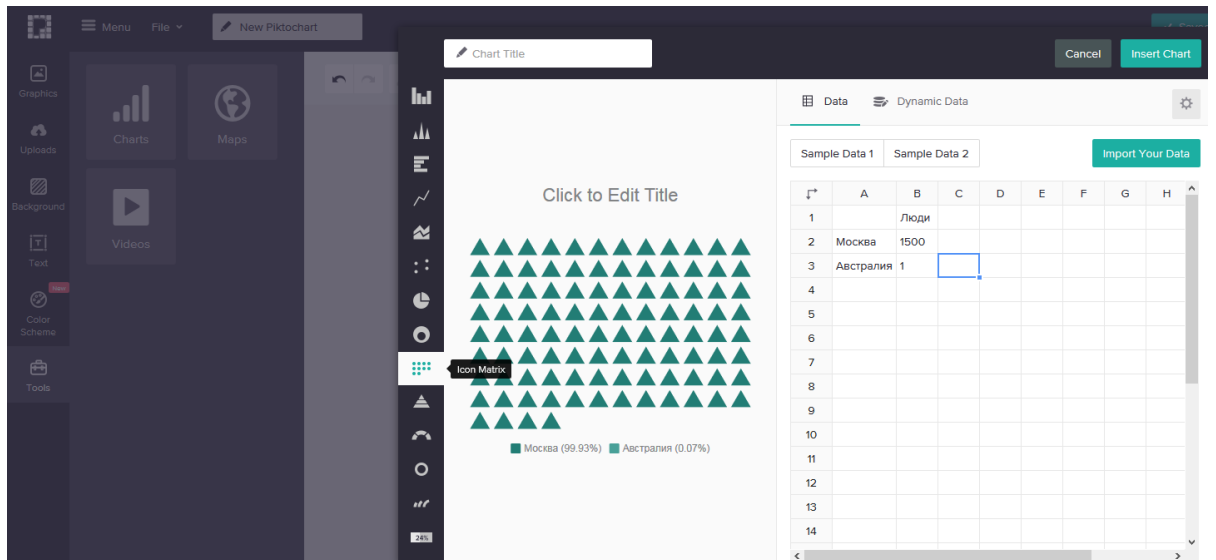 Menu File New Piktochart
Chart Title Cancel Insert Chart
Graphics
Uploads
Background
Text
Color
Scheme
Tools
Charts Maps
Videos
Icon Matrix
Click to Edit Title
Москва (99.93%) Австралия (0.07%)
24%
Data Dynamic Data
Sample Data 1 Sample Data 2 Import Your Data
A B C D E F G H
1 Люди
2 Москва 1500
3 Австралия 1
4
5
6
7
8
9
10
11
12
13
14